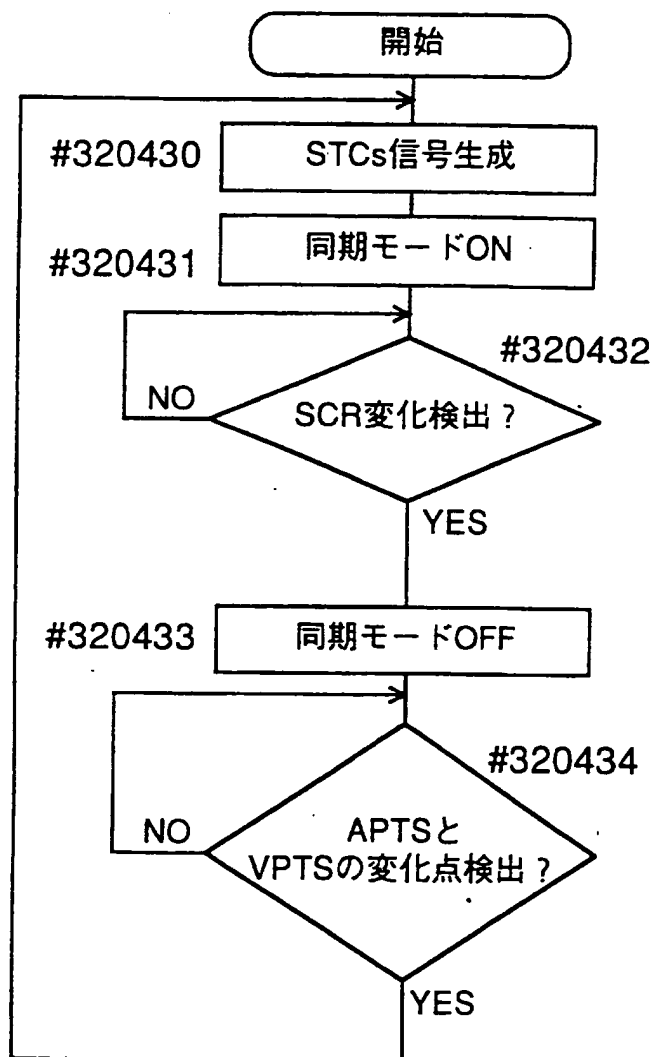 開始
#320430
STCs信号生成
#320431
同期モードON
#320432
SCR変化検出？
NO
YES
#320433
同期モードOFF
#320434
APTSと
VPTSの変化点検出？
NO
YES